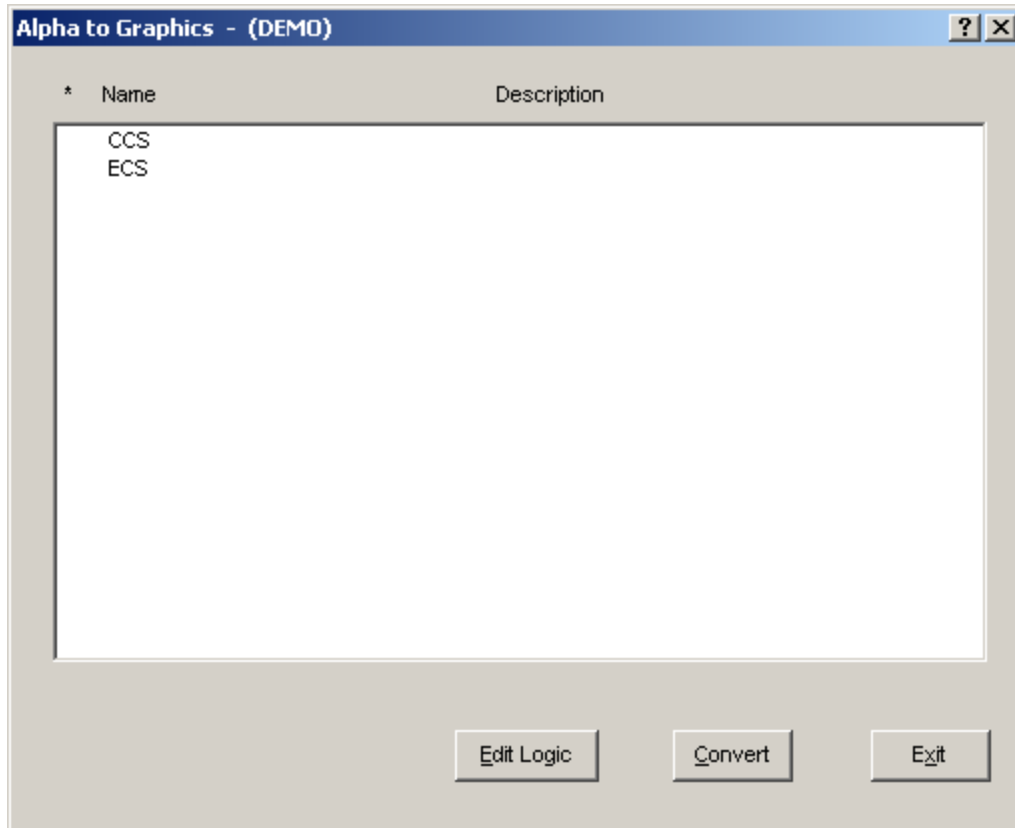 Alpha to Graphics - (DEMO)
* Name Description
CCS
ECS
Edit Logic Convert Exit